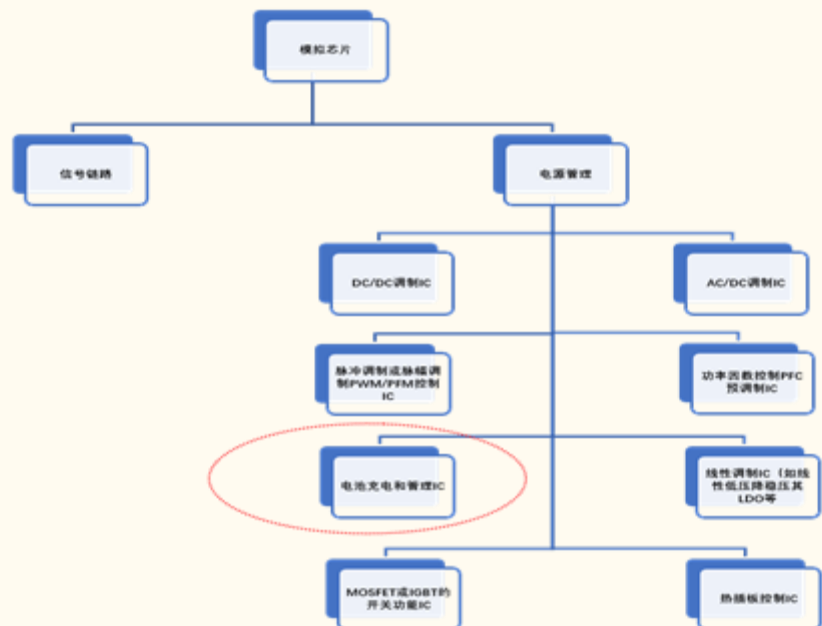 模拟芯片
信号链路
电源管理
DC/DC调制IC
AC/DC调制IC
脉冲调制或脉幅调
制PWM/PFM控制
IC
功率因数控制PFC
预调制IC
电池充电和管理IC
线性调制IC（如线
性低压降稳压其
LDO等
MOSFET或IGBT的
开关功能IC
热插板控制IC